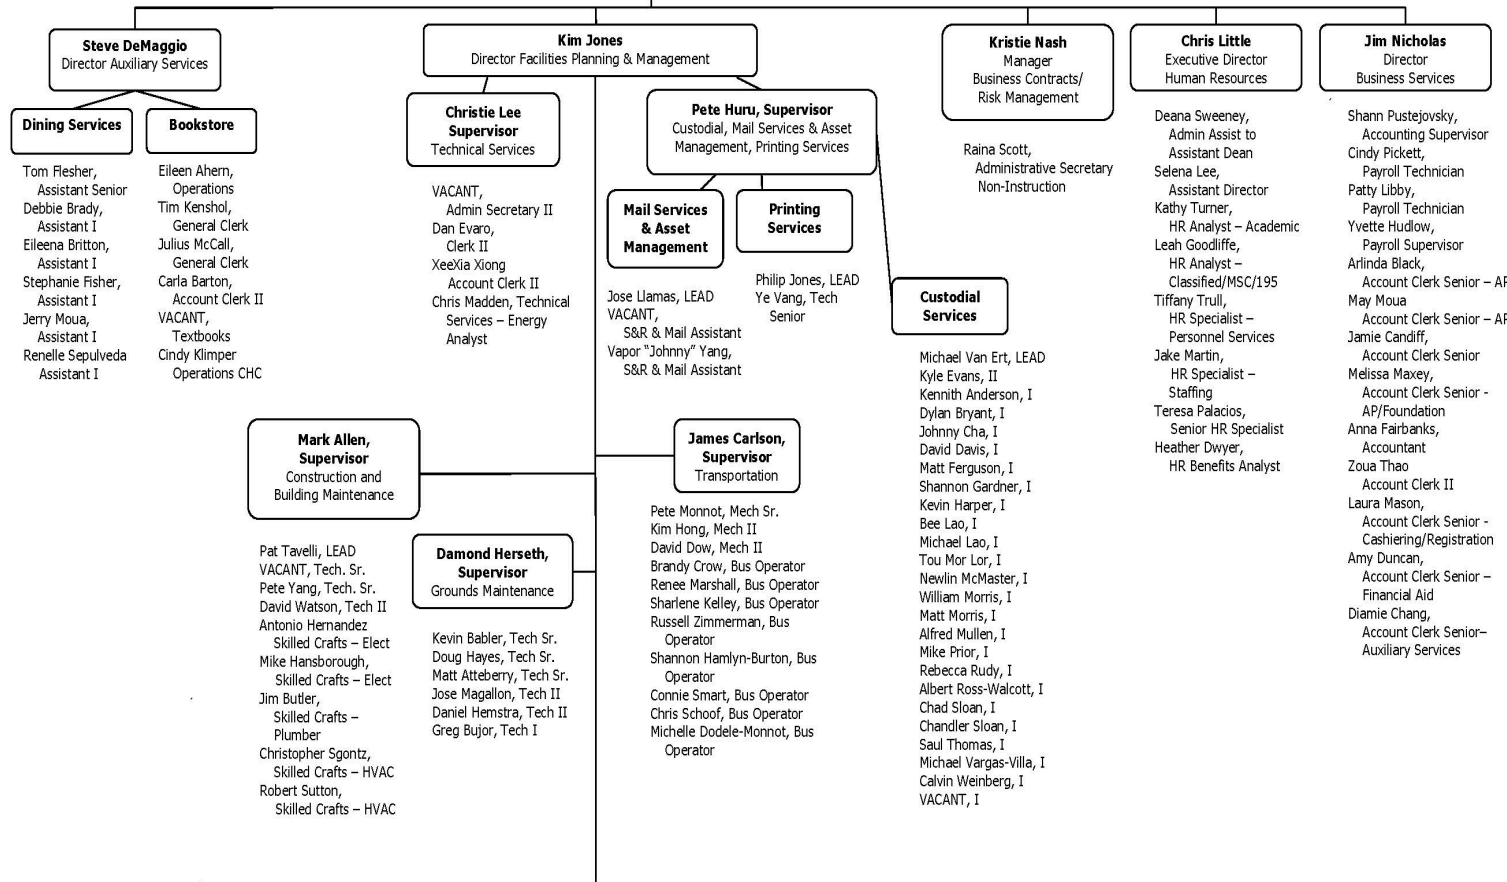 Steve DeMaggio
Director Auxiliary Services
Dining Services
Tom Flesher,
Assistant Senior
Debbie Brady,
Assistant I
Eileena Britton,
Assistant I
Stephanie Fisher,
Assistant I
Jerry Moua,
Assistant I
Renelle Sepulveda
Assistant I
Bookstore
Eileen Ahern,
Operations
Tim Kenshol,
General Clerk
Julius McCall,
General Clerk
Carla Barton,
Account Clerk II
VACANT,
Textbooks
Cindy Klimper
Operations CHC
Kim Jones
Director Facilities Planning & Management
Christie Lee
Supervisor
Technical Services
VACANT,
Admin Secretary II
Dan Evaro,
Clerk II
XeeXia Xiong
Account Clerk II
Chris Madden, Technical
Services – Energy
Analyst
Pete Huru, Supervisor
Custodial, Mail Services & Asset
Management, Printing Services
Mail Services
& Asset
Management
Jose Llamas, LEAD
VACANT,
S&R & Mail Assistant
Vapor “Johnny” Yang,
S&R & Mail Assistant
Printing
Services
Philip Jones, LEAD
Ye Vang, Tech
Senior
Custodial
Services
Michael Van Ert, LEAD
Kyle Evans, II
Kennith Anderson, I
Dylan Bryant, I
Johnny Cha, I
David Davis, I
Matt Ferguson, I
Shannon Gardner, I
Kevin Harper, I
Bee Lao, I
Michael Lao, I
Tou Mor Lor, I
Newlin McMaster, I
William Morris, I
Matt Morris, I
Alfred Mullen, I
Mike Prior, I
Rebecca Rudy, I
Albert Ross-Walcott, I
Chad Sloan, I
Chandler Sloan, I
Saul Thomas, I
Michael Vargas-Villa, I
Calvin Weinberg, I
VACANT, I
Mark Allen,
Supervisor
Construction and
Building Maintenance
Pat Tavelli, LEAD
VACANT, Tech. Sr.
Pete Yang, Tech. Sr.
David Watson, Tech II
Antonio Hernandez
Skilled Crafts – Elect
Mike Hansborough,
Skilled Crafts – Elect
Jim Butler,
Skilled Crafts –
Plumber
Christopher Sgontz,
Skilled Crafts – HVAC
Robert Sutton,
Skilled Crafts – HVAC
Damond Herseth,
Supervisor
Grounds Maintenance
Kevin Babler, Tech Sr.
Doug Hayes, Tech Sr.
Matt Atteberry, Tech Sr.
Jose Magallon, Tech II
Daniel Hemstra, Tech II
Greg Bujor, Tech I
James Carlson,
Supervisor
Transportation
Pete Monnot, Mech Sr.
Kim Hong, Mech II
David Dow, Mech II
Brandy Crow, Bus Operator
Renee Marshall, Bus Operator
Sharlene Kelley, Bus Operator
Russell Zimmerman, Bus
Operator
Shannon Hamlyn-Burton, Bus
Operator
Connie Smart, Bus Operator
Chris Schoof, Bus Operator
Michelle Dodele-Monnot, Bus
Operator
Kristie Nash
Manager
Business Contracts/
Risk Management
Raina Scott,
Administrative Secretary
Non-Instruction
Chris Little
Executive Director
Human Resources
Deana Sweeney,
Admin Assist to
Assistant Dean
Selena Lee,
Assistant Director
Kathy Turner,
HR Analyst – Academic
Leah Goodliffe,
HR Analyst –
Classified/MSC/195
Tiffany Trull,
HR Specialist –
Personnel Services
Jake Martin,
HR Specialist –
Staffing
Teresa Palacios,
Senior HR Specialist
Heather Dwyer,
HR Benefits Analyst
Jim Nicholas
Director
Business Services
Shann Pustejovsky,
Accounting Supervisor
Cindy Pickett,
Payroll Technician
Patty Libby,
Payroll Technician
Yvette Hudlow,
Payroll Supervisor
Arlinda Black,
Account Clerk Senior – AP
May Moua
Account Clerk Senior – AP
Jamie Candiff,
Account Clerk Senior
Melissa Maxey,
Account Clerk Senior -
AP/Foundation
Anna Fairbanks,
Accountant
Zoua Thao
Account Clerk II
Laura Mason,
Account Clerk Senior -
Cashiering/Registration
Amy Duncan,
Account Clerk Senior –
Financial Aid
Diamie Chang,
Account Clerk Senior–
Auxiliary Services